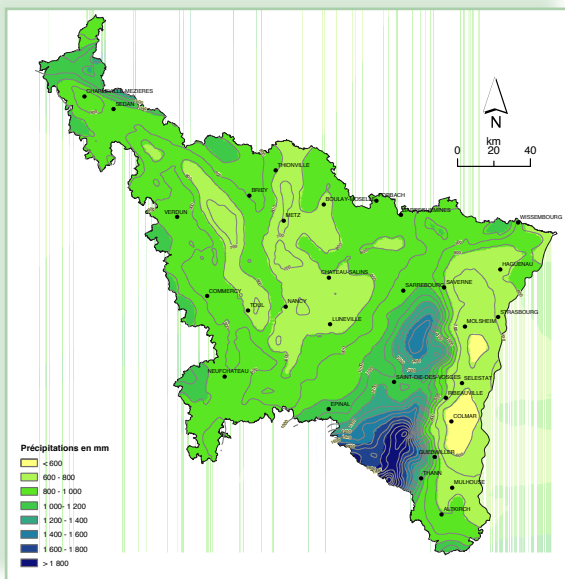 CHARLEVILLE-MEZIERES
SEDAN
N
km
0 20 40
THIONVILLE
BRIEY
BOULAY-MOSELLE
FORBACH
SARREGUEMINES
WISSEMBOURG
VERDUN
METZ
HAGUENAU
CHATEAU-SALINS
SARREBOURG
SAVERNE
COMMERCY
TOUL
NANCY
STRASBOURG
LUNEVILLE
MOLSHEIM
NEUFCHATEAU
SAINT-DIE-DES-VOSGES
SELESTAT
RIBEAUVILLE
EPINAL
COLMAR
GUEBWILLER
THANN
MULHOUSE
ALTKIRCH
Précipitations en mm
< 600
600 - 800
800 - 1 000
1 000 - 1 200
1 200 - 1 400
1 400 - 1 600
1 600 - 1 800
> 1 800